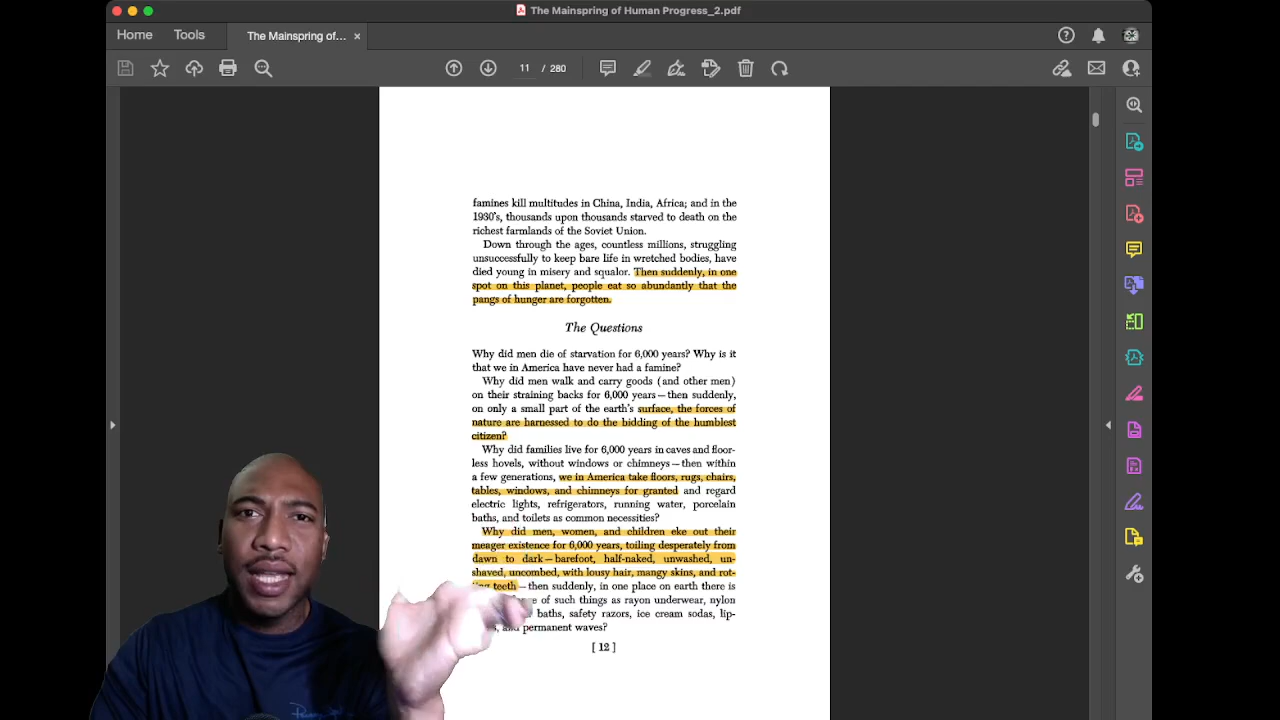 The Mainspring of Human Progress_2.pdf
Home Tools The Mainspring of... ×
11 / 280
famines kill multitudes in China, India, Africa; and in the
1930's, thousands upon thousands starved to death on the
richest farmlands of the Soviet Union.
Down through the ages, countless millions, struggling
unsuccessfully to keep bare life in wretched bodies, have
died young in misery and squalor. Then suddenly, in one
spot on this planet, people eat so abundantly that the
pangs of hunger are forgotten.
The Questions
Why did men die of starvation for 6,000 years? Why is it
that we in America have never had a famine?
Why did men walk and carry goods (and other men)
on their straining backs for 6,000 years—then suddenly,
on only a small part of the earth's surface, the forces of
nature are harnessed to do the bidding of the humblest
citizen?
Why did families live for 6,000 years in caves and floor-
less hovels, without windows or chimneys—then within
a few generations, we in America take floors, rugs, chairs,
tables, windows, and chimneys for granted and regard
electric lights, refrigerators, running water, porcelain
baths, and toilets as common necessities?
Why did men, women, and children eke out their
meager existence for 6,000 years, toiling desperately from
dawn to dark—barefoot, half-naked, unwashed, un-
shaved, uncombed, with lousy hair, mangy skins, and rot-
teeth—then suddenly, in one place on earth there is
of such things as rayon underwear, nylon
baths, safety razors, ice cream sodas, lip-
permanent waves?
[ 12 ]